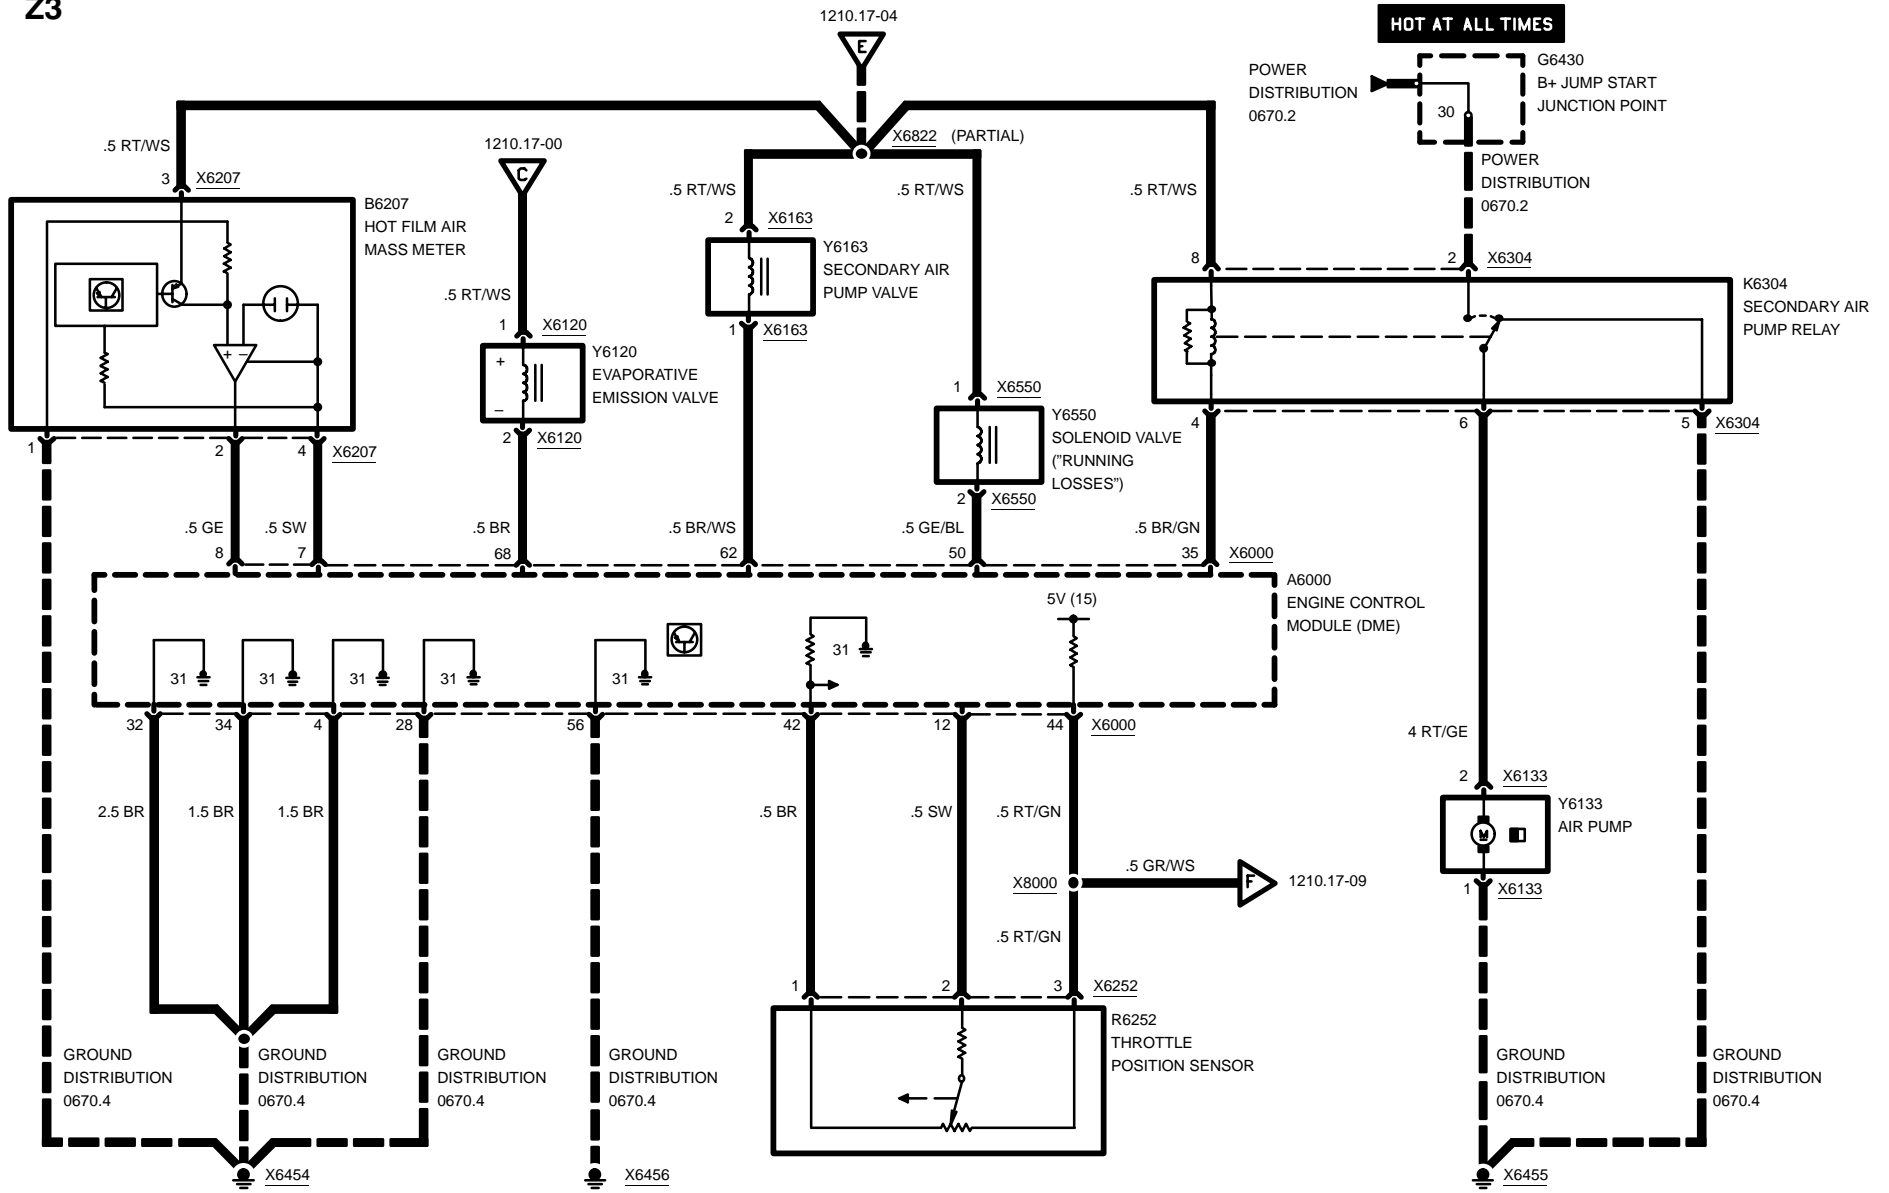 Z3
1210.17-04
E
HOT AT ALL TIMES
POWER
DISTRIBUTION
0670.2
30
G6430
B+ JUMP START
JUNCTION POINT
X6822 (PARTIAL)
1210.17-00
C
.5 RT/WS
3 X6207
.5 RT/WS
.5 RT/WS
.5 RT/WS
POWER
DISTRIBUTION
0670.2
B6207
HOT FILM AIR
MASS METER
2 X6163
Y6163
SECONDARY AIR
PUMP VALVE
8
2 X6304
K6304
SECONDARY AIR
PUMP RELAY
.5 RT/WS
1 X6120
1 X6163
+ −
Y6120
EVAPORATIVE
EMISSION VALVE
+
−
1 X6550
Y6550
SOLENOID VALVE
("RUNNING
LOSSES")
4
6
5 X6304
2 X6120
1
2
4 X6207
2 X6550
.5 GE
.5 SW
.5 BR
.5 BR/WS
.5 GE/BL
.5 BR/GN
8
7
68
62
50
35 X6000
A6000
ENGINE CONTROL
MODULE (DME)
5V (15)
31
31
31
31
31
31
32
34
4
28
56
42
12
44 X6000
4 RT/GE
2 X6133
Y6133
AIR PUMP
M
1 X6133
2.5 BR
1.5 BR
1.5 BR
.5 BR
.5 SW
.5 RT/GN
X8000
.5 GR/WS
F
1210.17-09
.5 RT/GN
1
2
3 X6252
R6252
THROTTLE
POSITION SENSOR
GROUND
DISTRIBUTION
0670.4
GROUND
DISTRIBUTION
0670.4
GROUND
DISTRIBUTION
0670.4
GROUND
DISTRIBUTION
0670.4
GROUND
DISTRIBUTION
0670.4
GROUND
DISTRIBUTION
0670.4
X6454
X6456
X6455